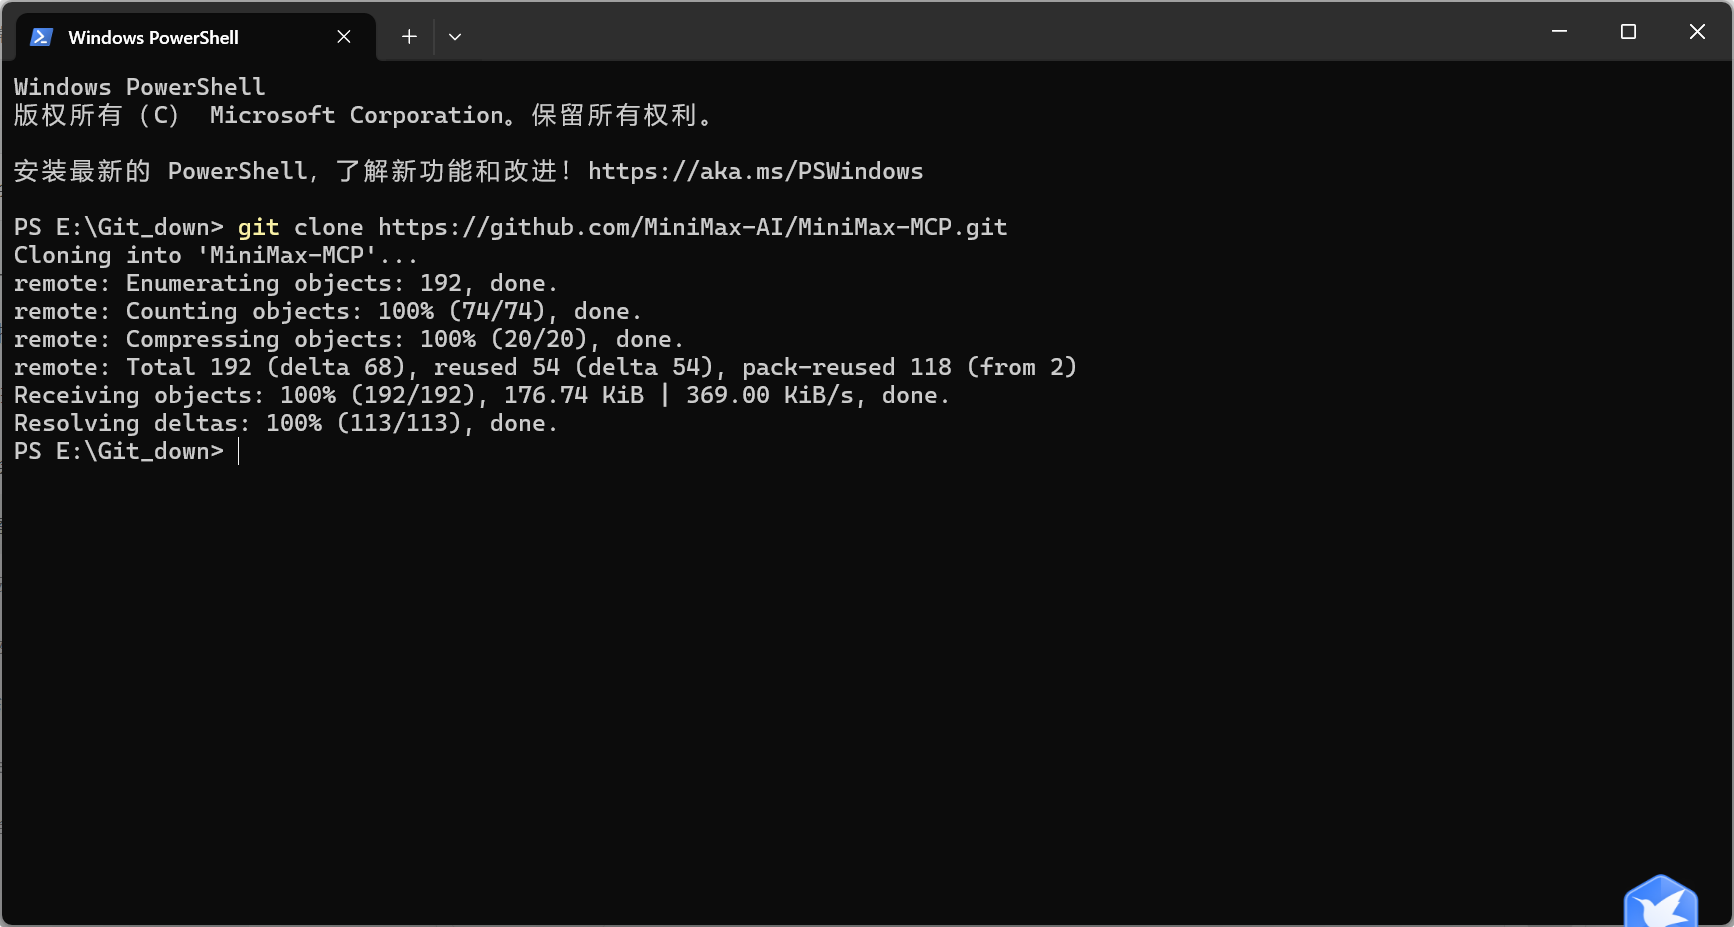 Windows PowerShell
Windows PowerShell
版权所有 (C) Microsoft Corporation。保留所有权利。
安装最新的 PowerShell，了解新功能和改进！https://aka.ms/PSWindows
PS E:\Git_down> git clone https://github.com/MiniMax-AI/MiniMax-MCP.git
Cloning into 'MiniMax-MCP'...
remote: Enumerating objects: 192, done.
remote: Counting objects: 100% (74/74), done.
remote: Compressing objects: 100% (20/20), done.
remote: Total 192 (delta 68), reused 54 (delta 54), pack-reused 118 (from 2)
Receiving objects: 100% (192/192), 176.74 KiB | 369.00 KiB/s, done.
Resolving deltas: 100% (113/113), done.
PS E:\Git_down>